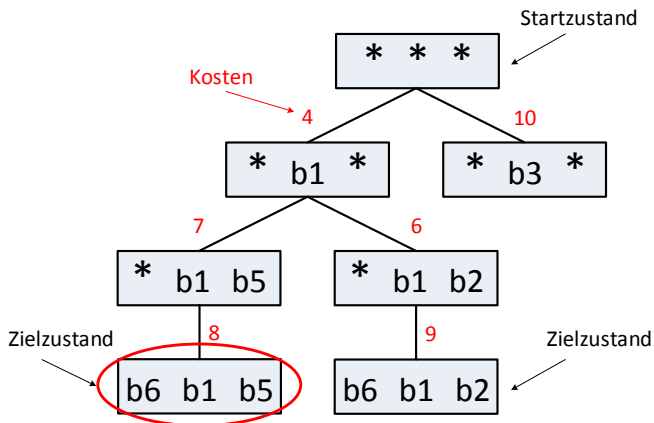 Startzustand
* * *
Kosten
4
10
* b1 *
* b3 *
7
6
* b1 b5
* b1 b2
Zielzustand
8
9
Zielzustand
b6 b1 b5
b6 b1 b2